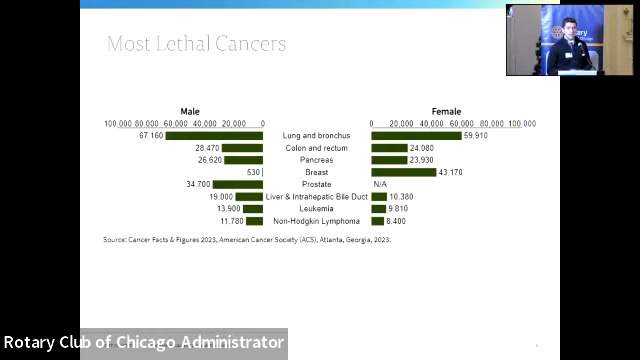 Most Lethal Cancers
Rotary
Chicago
Male Female
100,000 80,000 60,000 40,000 20,000 0 0 20,000 40,000 60,000 80,000 100,000
67,160 Lung and bronchus 59,910
28,470 Colon and rectum 24,080
26,620 Pancreas 23,930
530 Breast 43,170
34,700 Prostate N/A
19,000 Liver & Intrahepatic Bile Duct 10,380
13,900 Leukemia 9,810
11,780 Non-Hodgkin Lymphoma 8,400
Source: Cancer Facts & Figures 2023, American Cancer Society (ACS), Atlanta, Georgia, 2023.
Rotary Club of Chicago Administrator